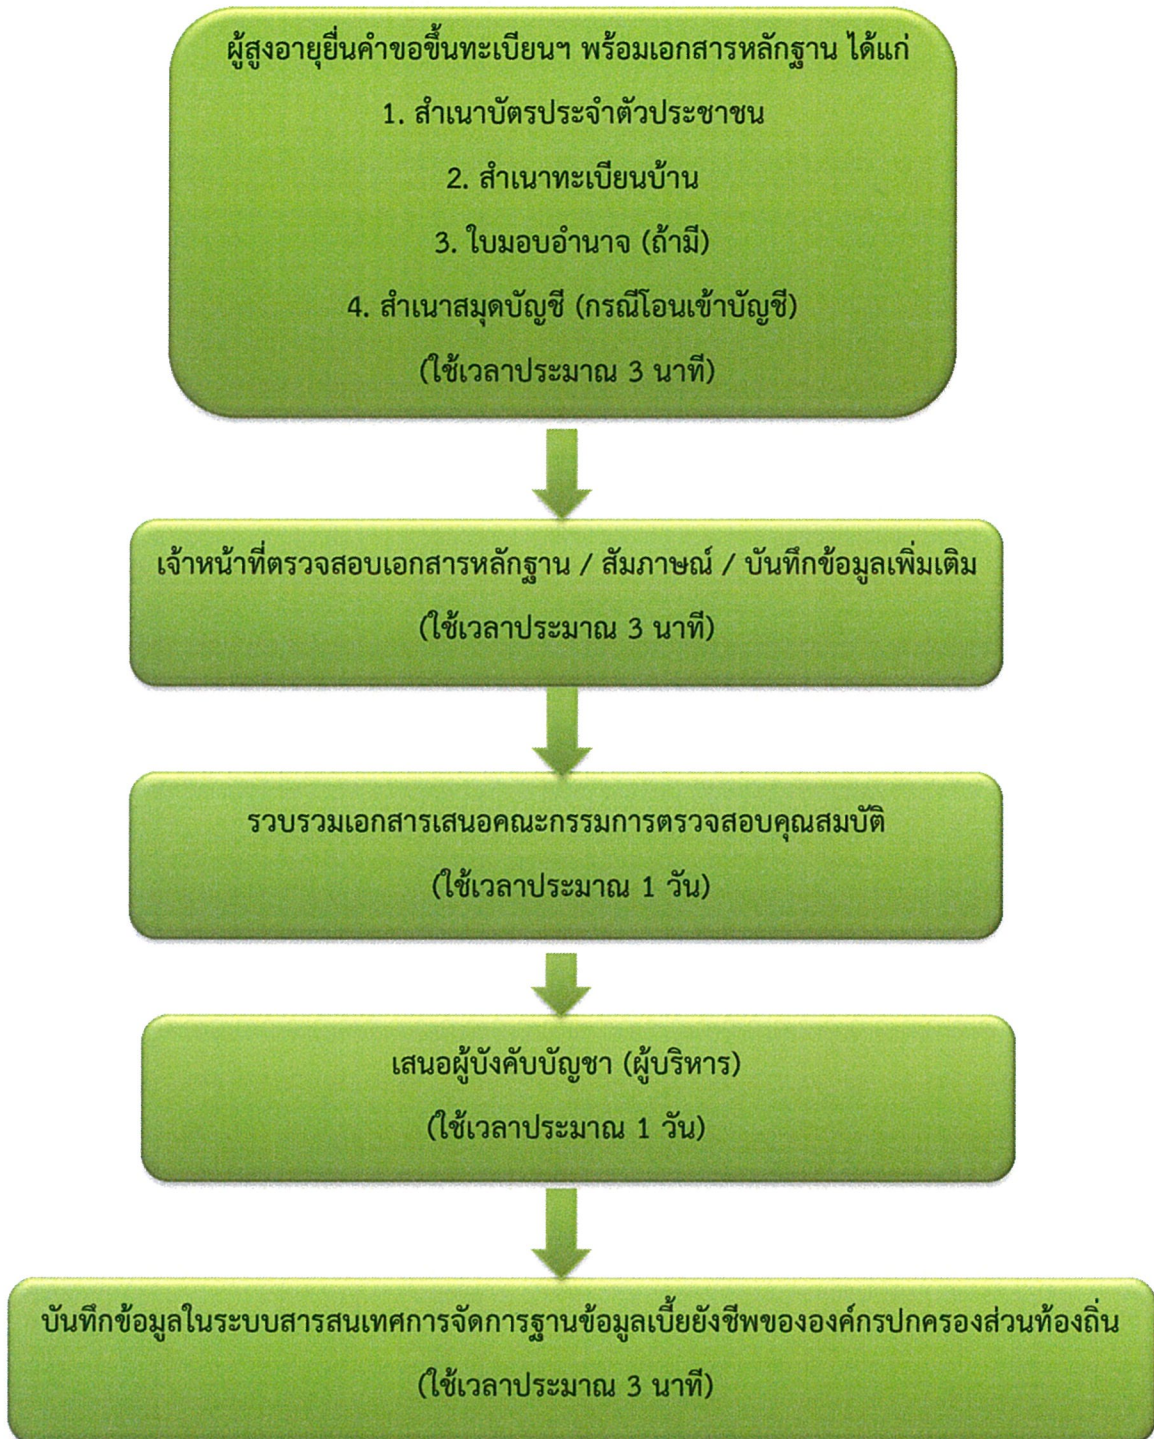 ผู้สูงอายุยื่นคำขอขึ้นทะเบียนฯ พร้อมเอกสารหลักฐาน ได้แก่
1. สำเนาบัตรประจำตัวประชาชน
2. สำเนาทะเบียนบ้าน
3. ใบมอบอำนาจ (ถ้ามี)
4. สำเนาสมุดบัญชี (กรณีโอนเข้าบัญชี)
(ใช้เวลาประมาณ 3 นาที)
เจ้าหน้าที่ตรวจสอบเอกสารหลักฐาน / สัมภาษณ์ / บันทึกข้อมูลเพิ่มเติม
(ใช้เวลาประมาณ 3 นาที)
รวบรวมเอกสารเสนอคณะกรรมการตรวจสอบคุณสมบัติ
(ใช้เวลาประมาณ 1 วัน)
เสนอผู้บังคับบัญชา (ผู้บริหาร)
(ใช้เวลาประมาณ 1 วัน)
บันทึกข้อมูลในระบบสารสนเทศการจัดการฐานข้อมูลเบี้ยยังชีพขององค์กรปกครองส่วนท้องถิ่น
(ใช้เวลาประมาณ 3 นาที)